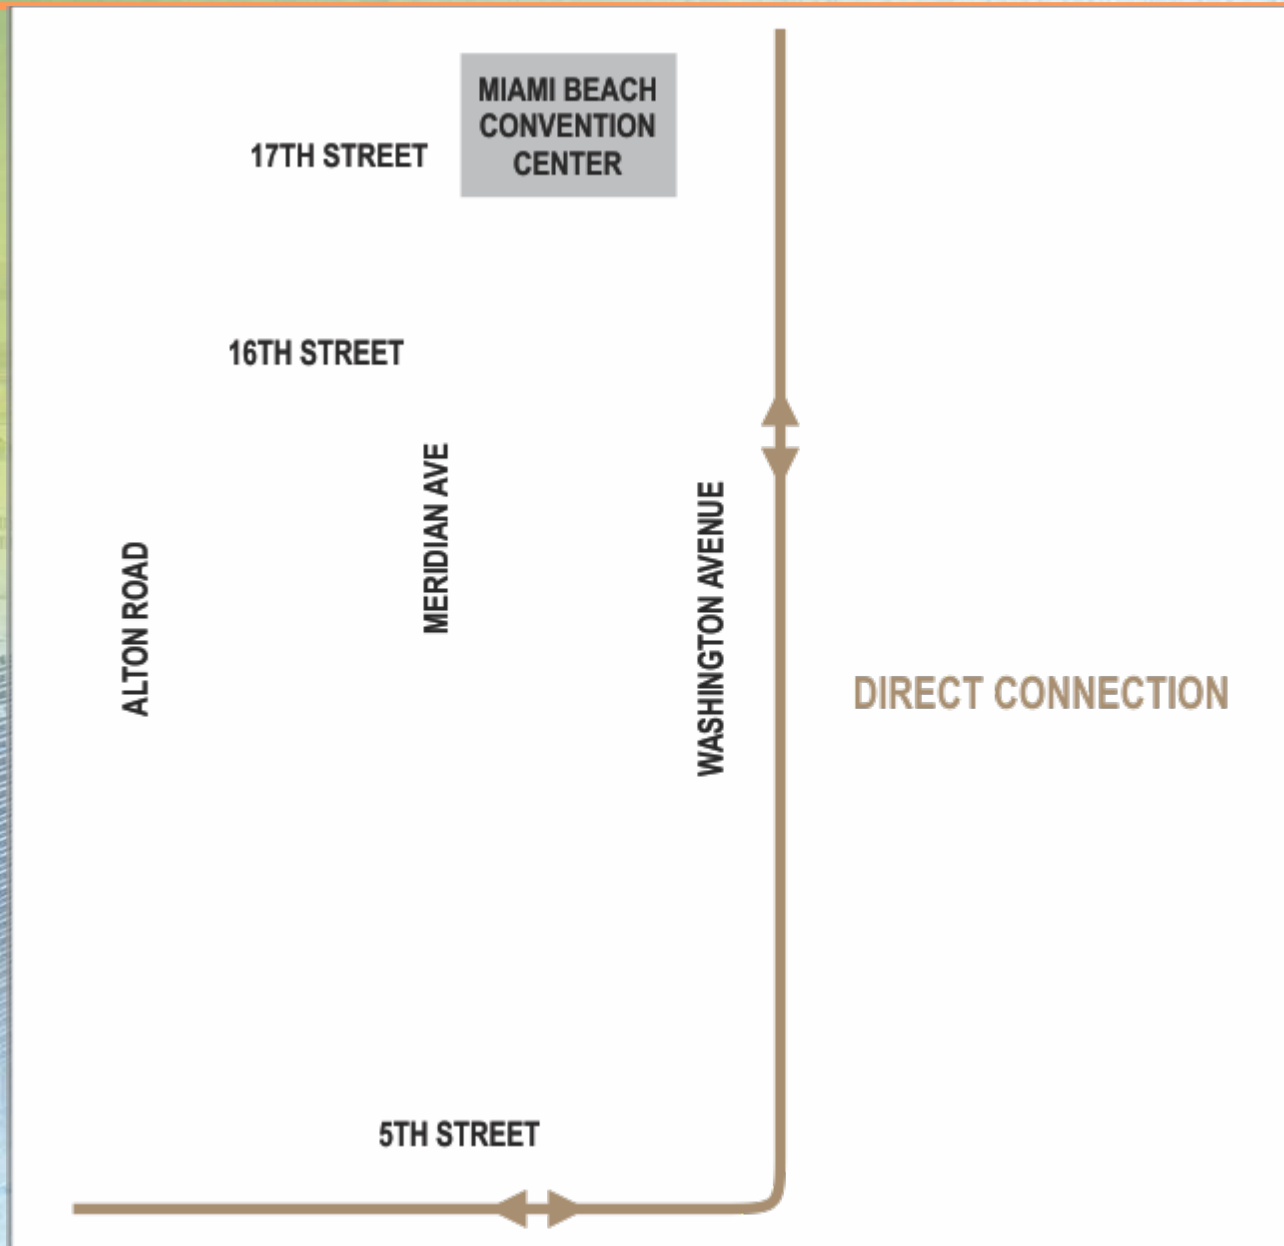 MIAMI BEACH
CONVENTION
CENTER
17TH STREET
16TH STREET
MERIDIAN AVE
ALTON ROAD
WASHINGTON AVENUE
DIRECT CONNECTION
5TH STREET